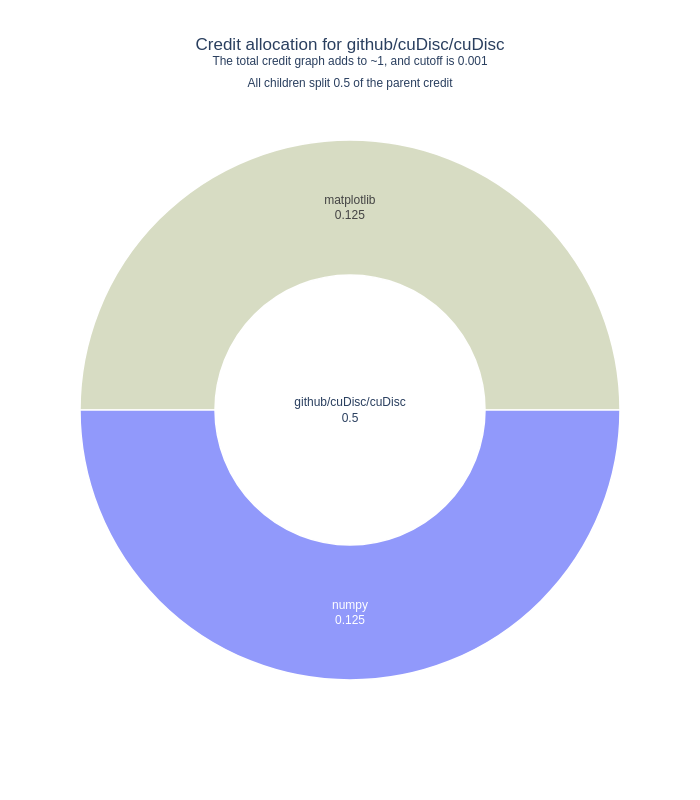 Credit allocation for github/cuDisc/cuDisc
The total credit graph adds to ~1, and cutoff is 0.001
All children split 0.5 of the parent credit
matplotlib
0.125
github/cuDisc/cuDisc
0.5
numpy
0.125